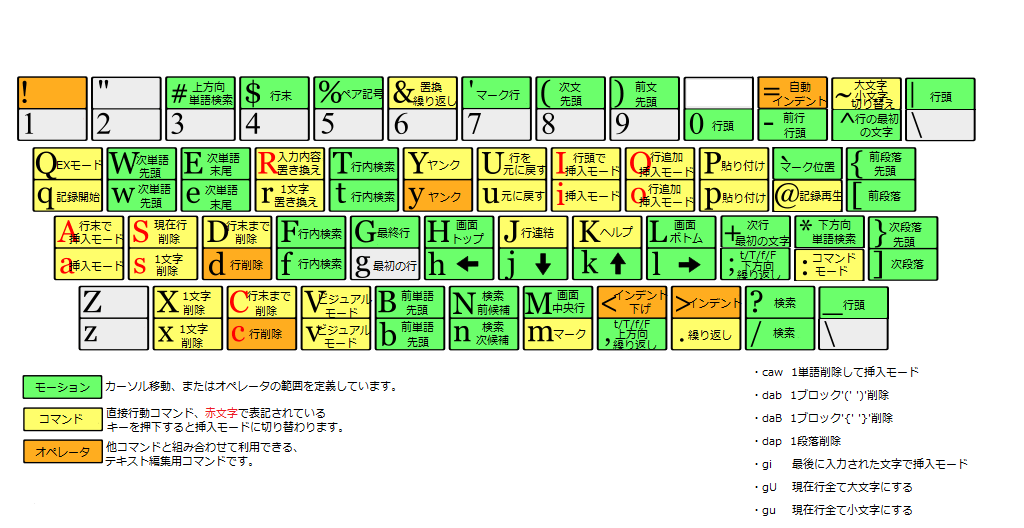 ! " # 上方向 単語検索 $ 行末 % ペア記号 & 置換 繰り返し ' マーク行 ( 次文 先頭 ) 前文 先頭 = 自動 インデント ~ 大文字 小文字 切り替え | 行頭
1 2 3 4 5 6 7 8 9 0 行頭 - 前行 行頭 ^ 行の最初 の文字 \
Q EXモード W 次単語 先頭 E 次単語 末尾 R 入力内容 置き換え T 行内検索 Y ヤンク U 行を 元に戻す I 行頭で 挿入モード O 行追加 挿入モード P 貼り付け ` マーク位置 { 前段落 先頭
q 記録開始 w 次単語 先頭 e 次単語 末尾 r 1文字 置き換え t 行内検索 y ヤンク u 元に戻す i 挿入モード o 行追加 挿入モード p 貼り付け @ 記録再生 [ 前段落
A 行末で 挿入モード S 現在行 削除 D 行末まで 削除 F 行内検索 G 最終行 H 画面 トップ J 行連結 K ヘルプ L 画面 ボトム + 次行 最初の文字 * 下方向 単語検索 } 次段落 先頭
a 挿入モード s 1文字 削除 d 行削除 f 行内検索 g 最初の行 h ← j ↓ k ↑ l → ; t/T/f/F 下方向 繰り返し : コマンド モード ] 次段落
Z X 1文字 削除 C 行末まで 削除 V ビジュアル モード B 前単語 先頭 N 検索 前候補 M 画面 中央行 < インデント 下げ > インデント ? 検索 _ 行頭
z x 1文字 削除 c 行削除 v ビジュアル モード b 前単語 先頭 n 検索 次候補 m マーク , t/T/f/F 上方向 繰り返し . 繰り返し / 検索 \
モーション カーソル移動、またはオペレータの範囲を定義しています。
コマンド 直接行動コマンド、赤文字で表記されている
キーを押下すると挿入モードに切り替わります。
オペレータ 他コマンドと組み合わせて利用できる、
テキスト編集用コマンドです。
・caw 1単語削除して挿入モード
・dab 1ブロック'(' ')'削除
・daB 1ブロック'{' '}'削除
・dap 1段落削除
・gi 最後に入力された文字で挿入モード
・gU 現在行全て大文字にする
・gu 現在行全て小文字にする